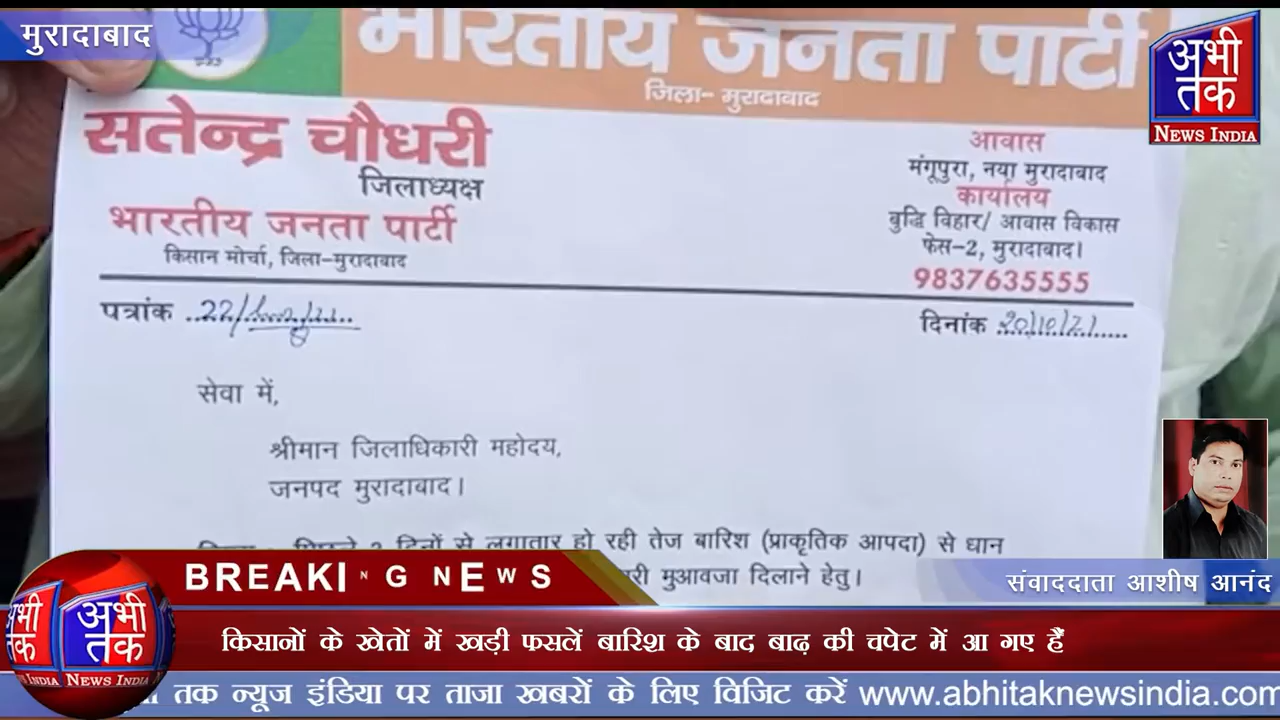 मुरादाबाद
भारतीय जनता पार्टी
जिला- मुरादाबाद
अभी
तक
NEWS INDIA
सतेन्द्र चौधरी
जिलाध्यक्ष
भारतीय जनता पार्टी
किसान मोर्चा, जिला-मुरादाबाद
आवास
मंगूपुरा, नया मुरादाबाद
कार्यालय
बुद्धि विहार/ आवास विकास
फेस-2, मुरादाबाद।
9837635555
पत्रांक 22/
दिनांक 20/10/21
सेवा में,
श्रीमान जिलाधिकारी महोदय,
जनपद मुरादाबाद।
दिनों से लगातार हो रही तेज बारिश (प्राकृतिक आपदा) से धान
मुआवजा दिलाने हेतु।
BREAKING NEWS
संवाददाता आशीष आनंद
अभी
तक
NEWS INDIA
किसानों के खेतों में खड़ी फसलें बारिश के बाद बाढ़ की चपेट में आ गए हैं
तक न्यूज इंडिया पर ताजा खबरों के लिए विजिट करें www.abhitaknewsindia.com